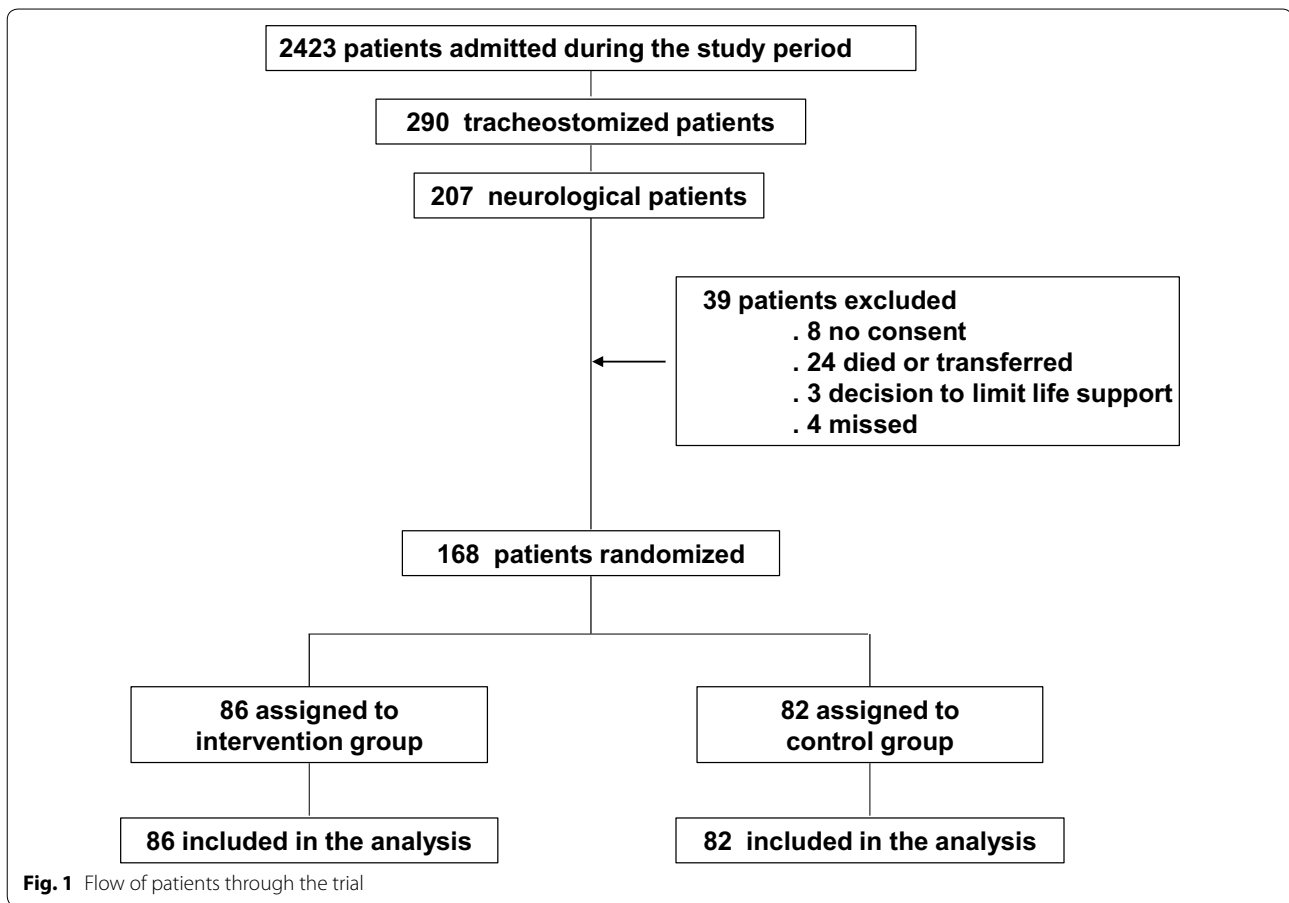 2423 patients admitted during the study period
290 tracheostomized patients
207 neurological patients
39 patients excluded
. 8 no consent
. 24 died or transferred
. 3 decision to limit life support
. 4 missed
168 patients randomized
86 assigned to
intervention group
82 assigned to
control group
86 included in the analysis
82 included in the analysis
Fig. 1 Flow of patients through the trial